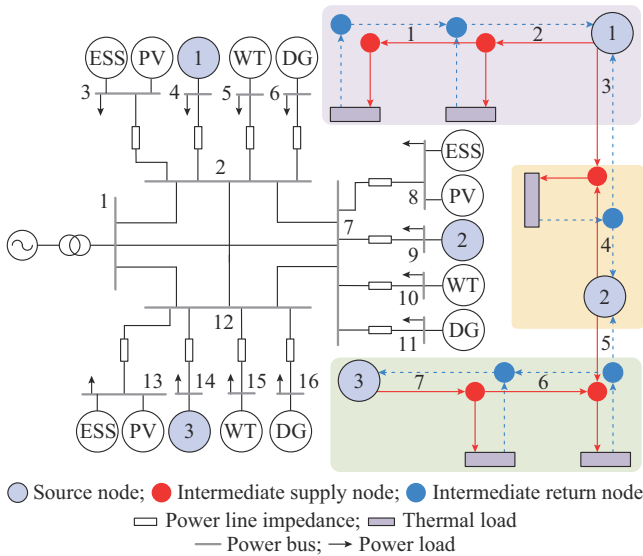 ESS PV 1 WT DG
3 4 5 6
2
1
7
ESS
8
PV
9 2
10 WT
11 DG
12
13 14 15 16
ESS PV 3 WT DG
1 2 1
3
4
2
5
3 7 6
Source node; Intermediate supply node; Intermediate return node
Power line impedance; Thermal load
Power bus; Power load